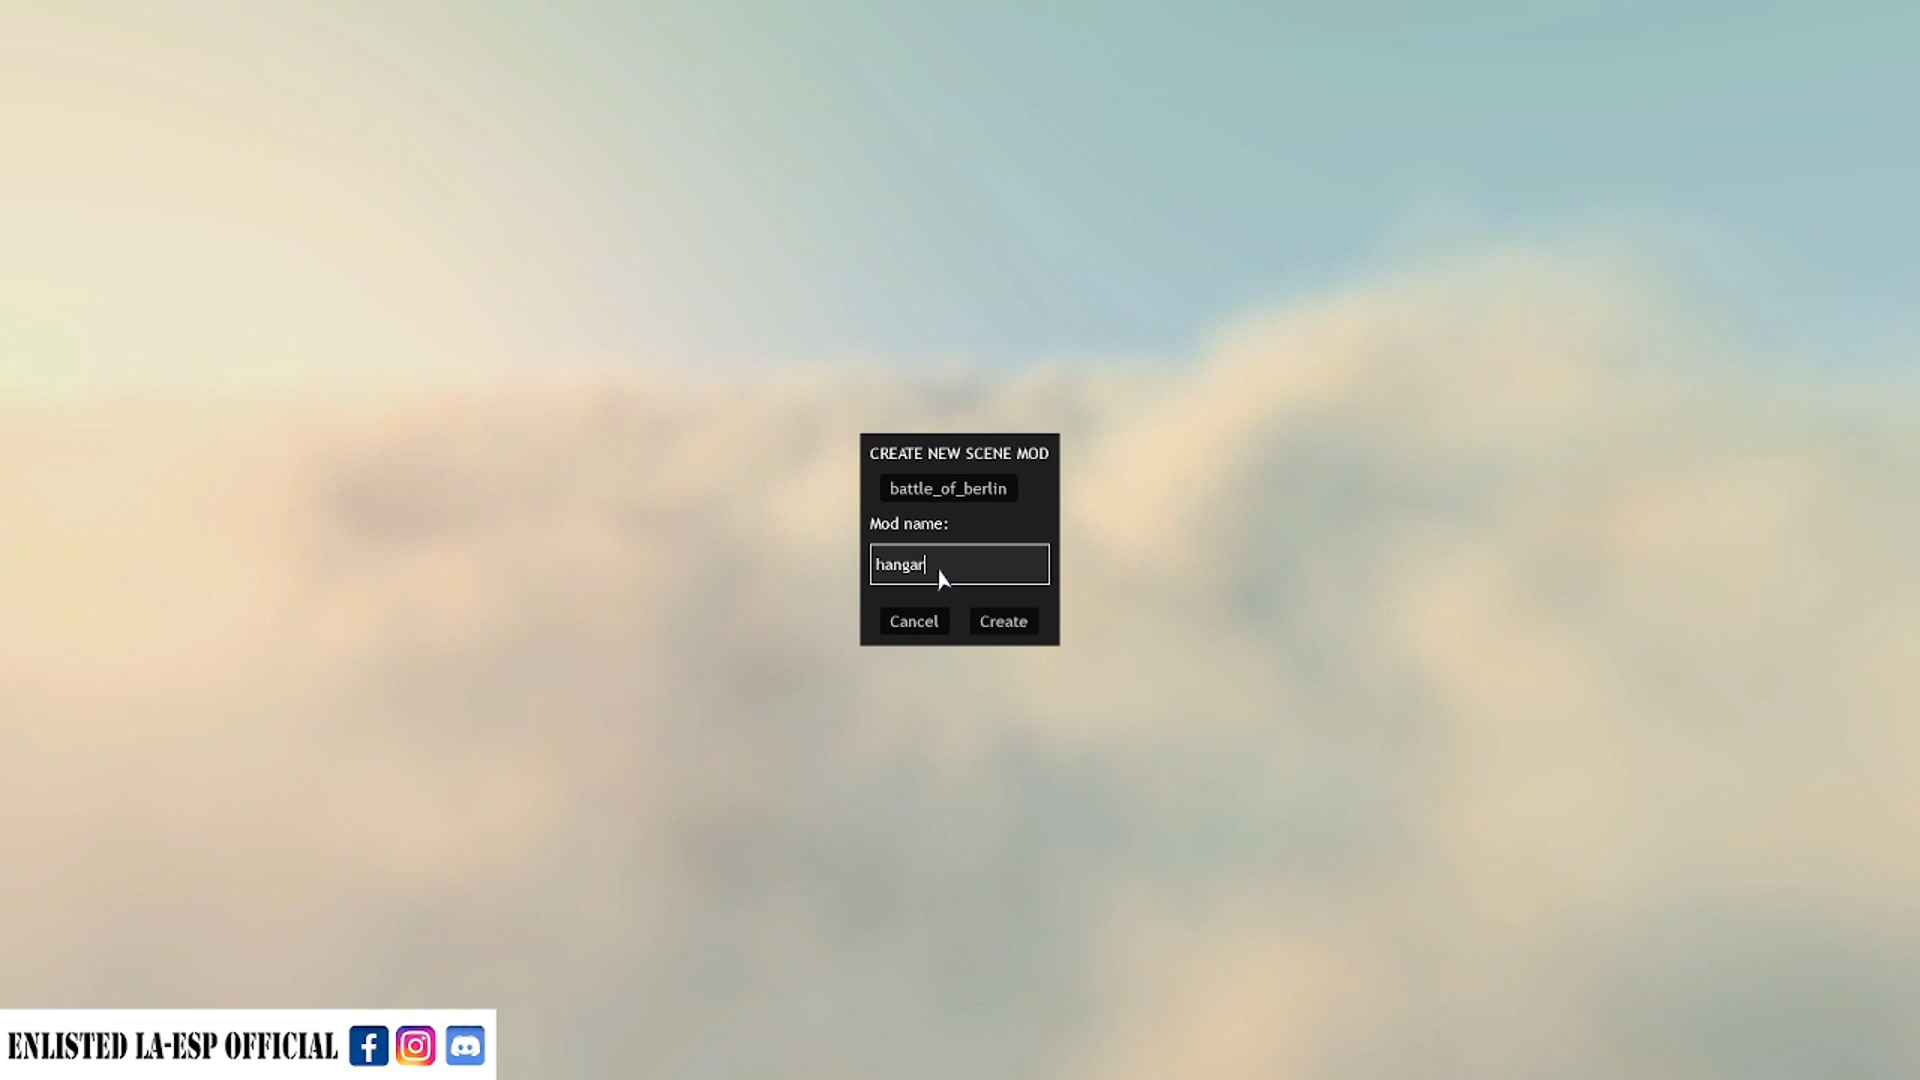 CREATE NEW SCENE MOD
battle_of_berlin
Mod name:
hangar
Cancel Create
ENLISTED LA-ESP OFFICIAL